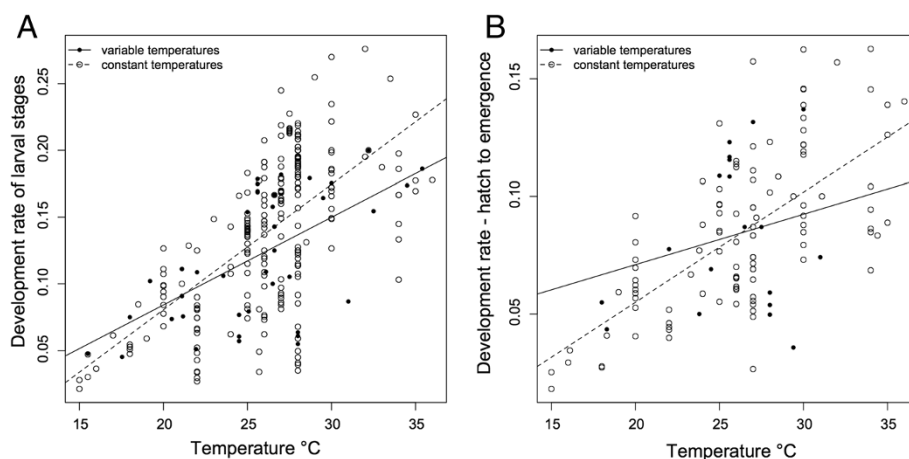 A
variable temperatures
constant temperatures
Development rate of larval stages
0.25
0.20
0.15
0.10
0.05
15 20 25 30 35
Temperature °C
B
variable temperatures
constant temperatures
Development rate - hatch to emergence
0.15
0.10
0.05
15 20 25 30 35
Temperature °C